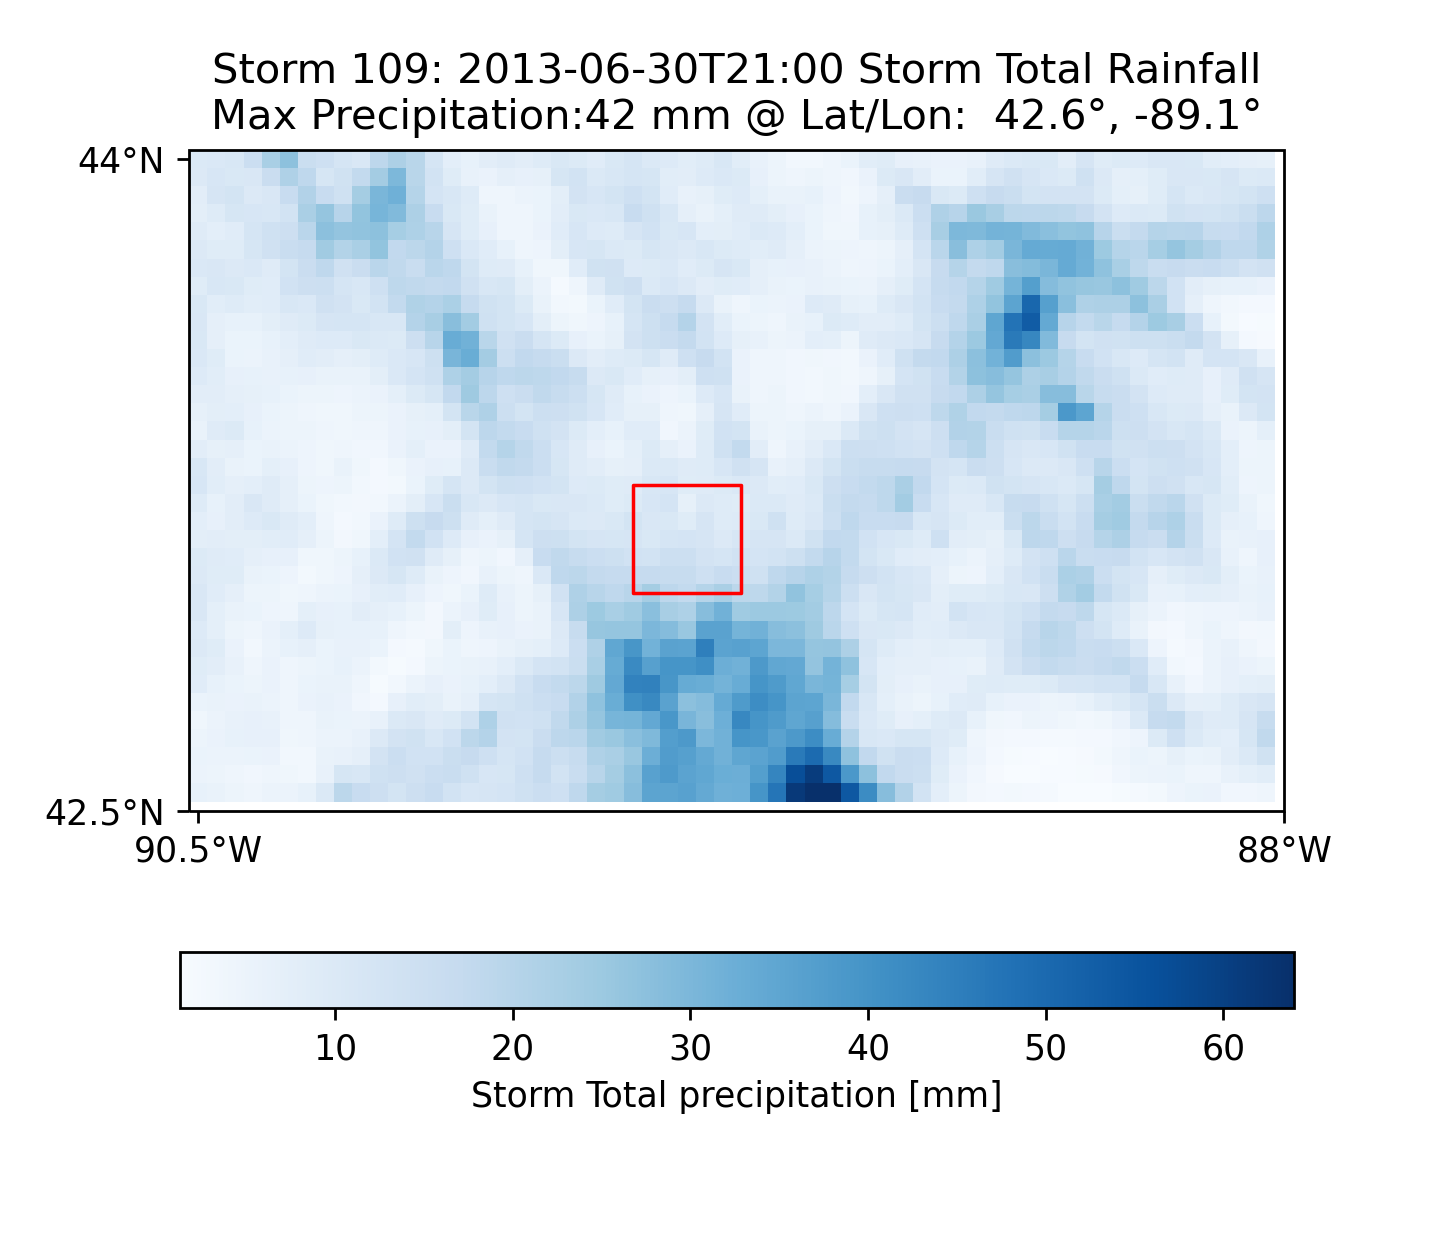 Storm 109: 2013-06-30T21:00 Storm Total Rainfall
Max Precipitation:42 mm @ Lat/Lon:  42.6°, -89.1°
44°N
42.5°N
90.5°W 88°W
10 20 30 40 50 60
Storm Total precipitation [mm]